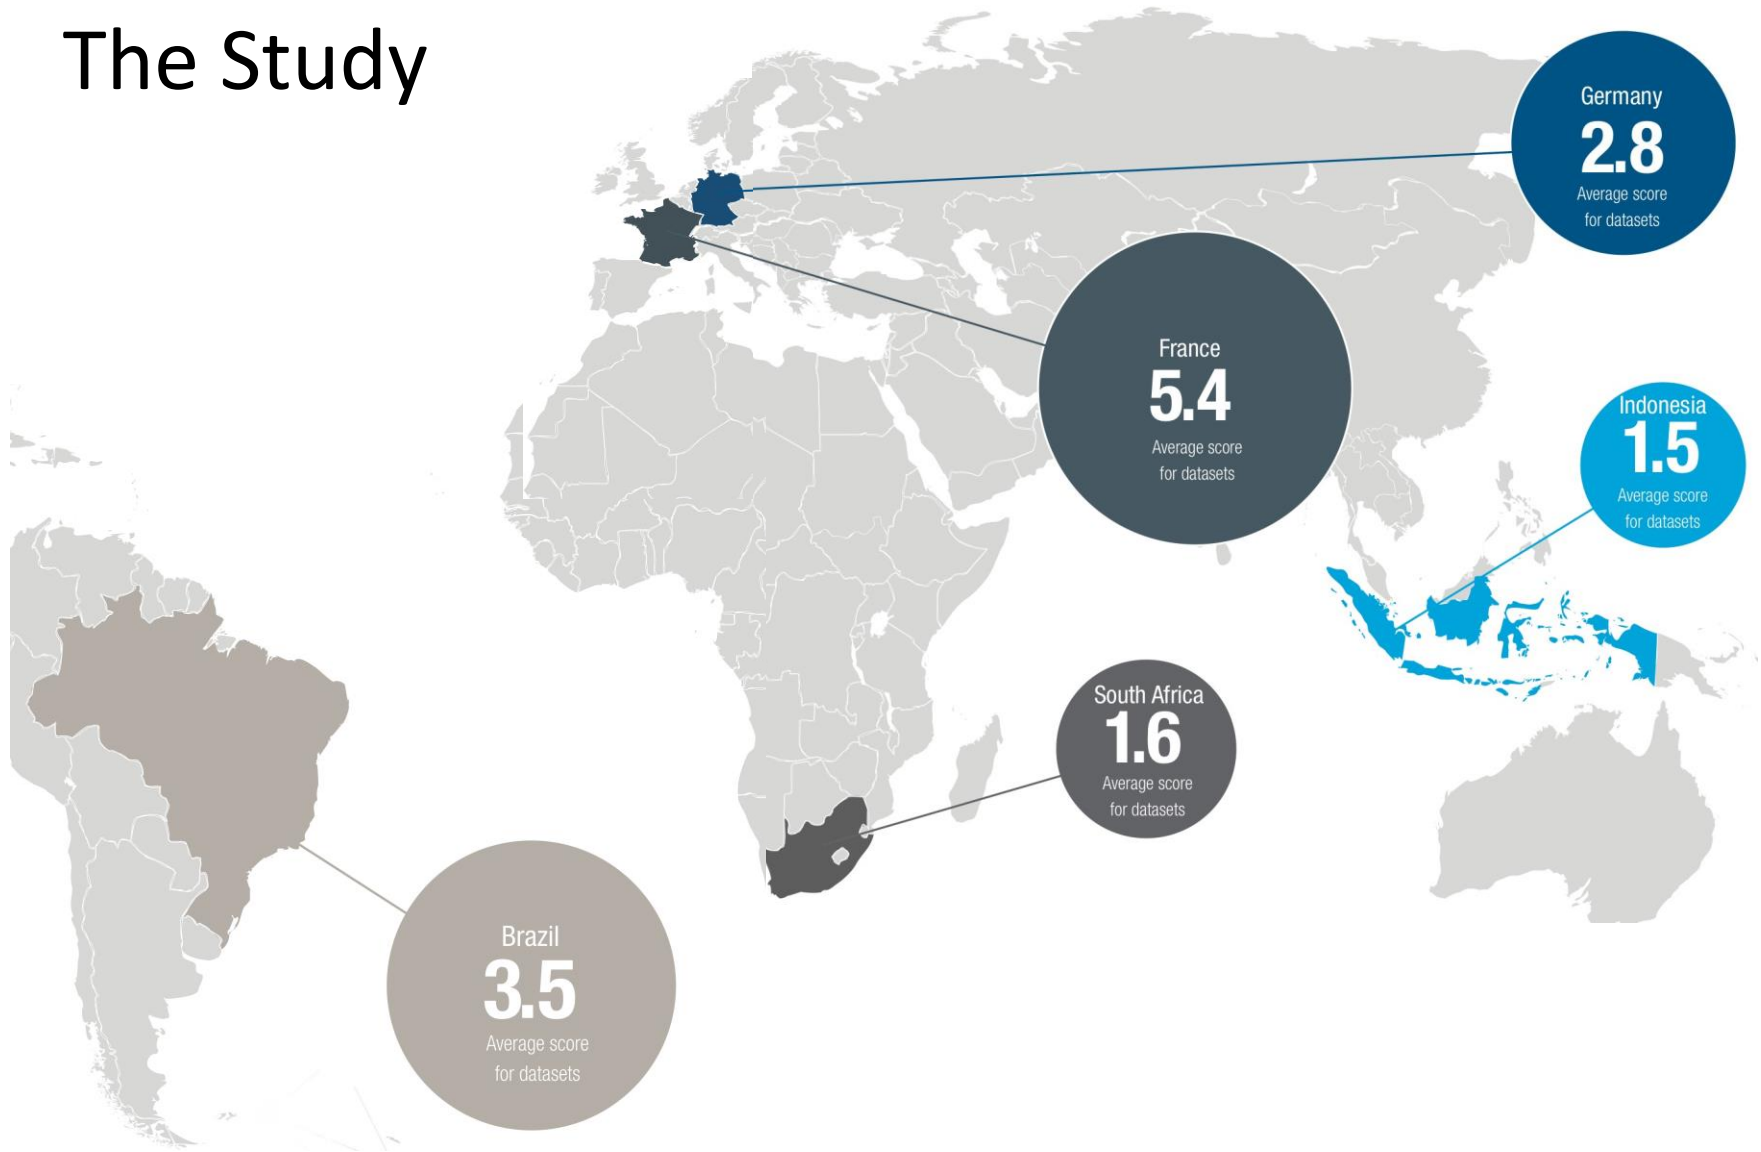 The Study
Germany
2.8
Average score
for datasets
France
5.4
Average score
for datasets
Indonesia
1.5
Average score
for datasets
South Africa
1.6
Average score
for datasets
Brazil
3.5
Average score
for datasets